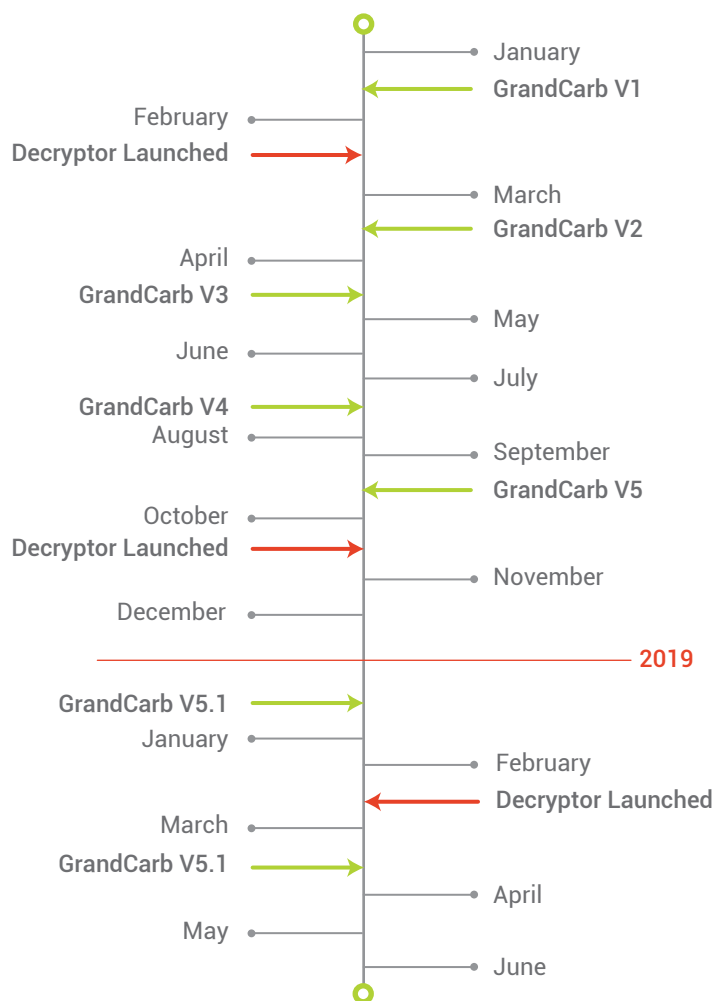 January
GrandCarb V1
February
Decryptor Launched
March
GrandCarb V2
April
GrandCarb V3
May
June
July
GrandCarb V4
August
September
GrandCarb V5
October
Decryptor Launched
November
December
2019
GrandCarb V5.1
January
February
Decryptor Launched
March
GrandCarb V5.1
April
May
June